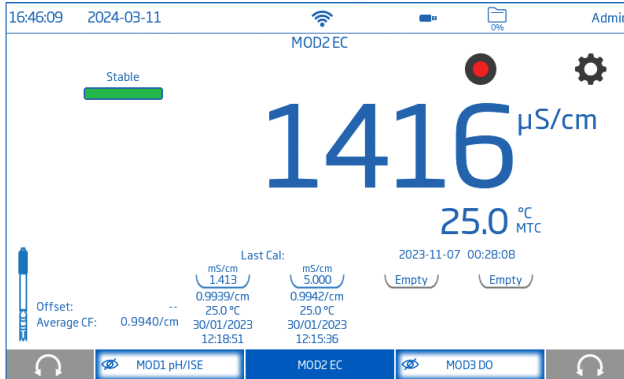 16:46:09 2024-03-11 0% Admin
MOD2 EC
Stable
1416 µS/cm
25.0 °C
MTC
Last Cal: 2023-11-07 00:28:08
mS/cm mS/cm
1.413 5.000 Empty Empty
0.9939/cm 0.9942/cm
Offset: -- 25.0 °C 25.0 °C
Average CF: 0.9940/cm 30/01/2023 30/01/2023
12:18:51 12:15:36
MOD1 pH/ISE MOD2 EC MOD3 DO